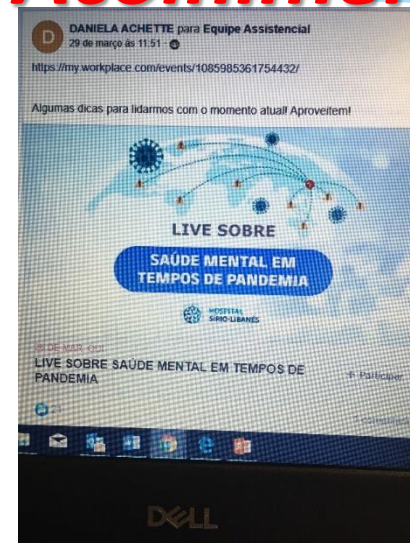 DANIELA ACHETTE para Equipe Assistencial
29 de março às 11:51
https://my.workplace.com/events/1085985361754432/
Algumas dicas para lidarmos com o momento atual! Aproveitem!
LIVE SOBRE
SAÚDE MENTAL EM
TEMPOS DE PANDEMIA
HOSPITAL
SÍRIO-LIBANÊS
LIVE SOBRE SAÚDE MENTAL EM TEMPOS DE
PANDEMIA
+ Participar
DELL